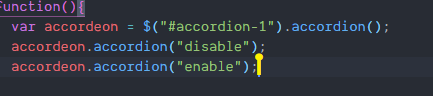 function(){
var accordeon = $("#accordion-1").accordion();
accordeon.accordion("disable");
accordeon.accordion("enable");